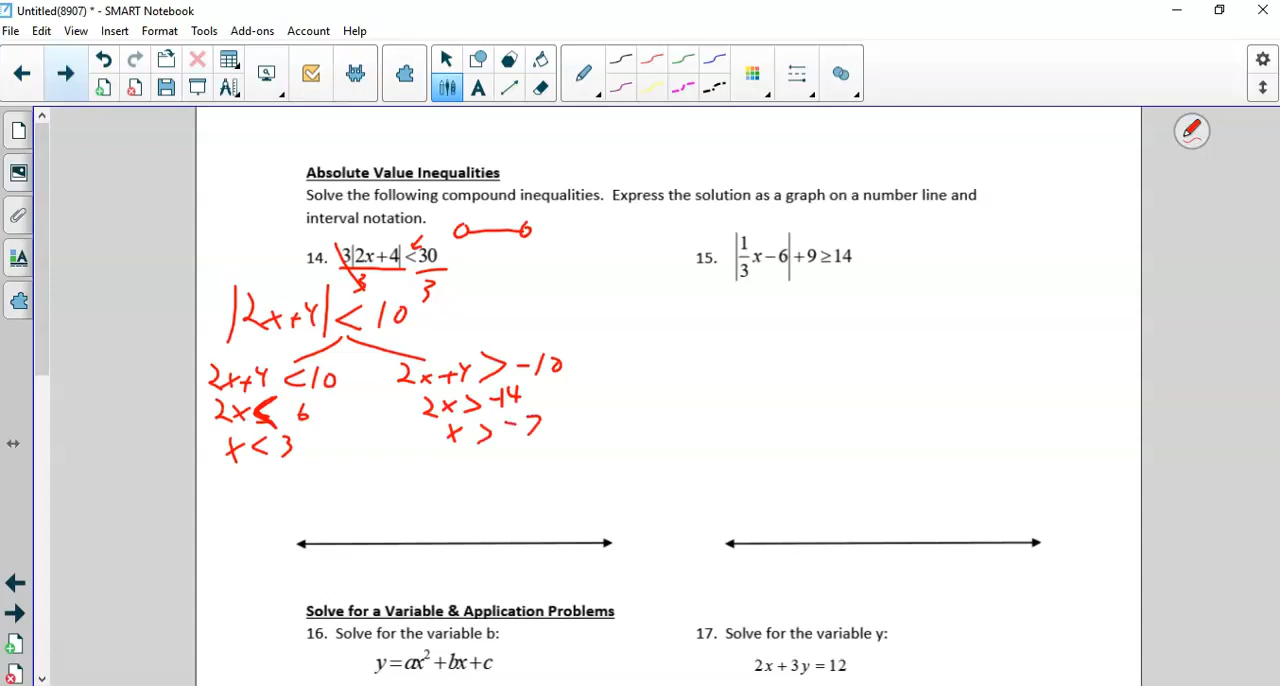 Untitled(8907) * - SMART Notebook
File Edit View Insert Format Tools Add-ons Account Help
Absolute Value Inequalities
Solve the following compound inequalities. Express the solution as a graph on a number line and
interval notation.
14. 3|2x+4| <30
3 3
|2x+4| < 10
2x+4 <10 2x+4 > -10
2x < 6 2x > -14
x < 3 x > -7
15. |1/3 x-6|+9≥14
Solve for a Variable & Application Problems
16. Solve for the variable b:
y=ax²+bx+c
17. Solve for the variable y:
2x+3y=12